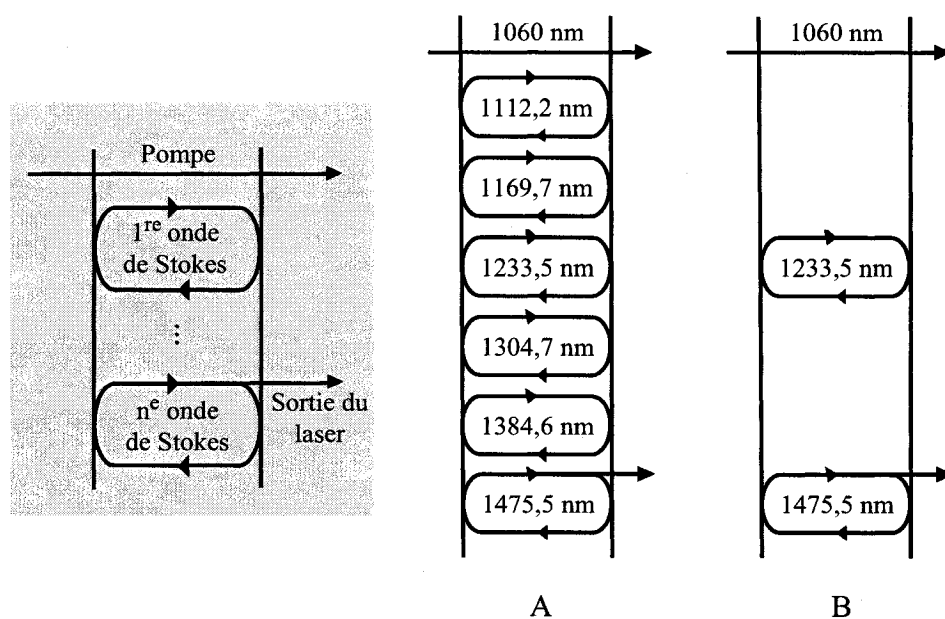 Pompe
1re onde
de Stokes
...
ne onde
de Stokes
Sortie du
laser
1060 nm
1112,2 nm
1169,7 nm
1233,5 nm
1304,7 nm
1384,6 nm
1475,5 nm
A
1060 nm
1233,5 nm
1475,5 nm
B